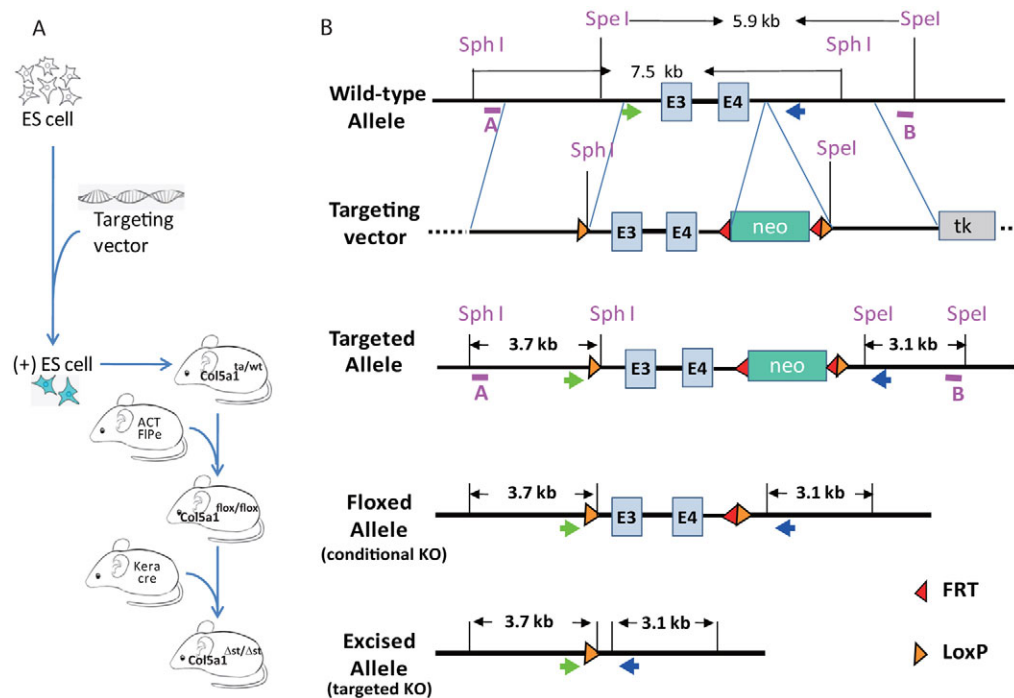 A
ES cell
Targeting
vector
(+) ES cell
Col5a1 ta/wt
ACT
FlPe
Col5a1 flox/flox
Kera
cre
Col5a1 Δst/Δst
B
Spe I
5.9 kb
SpeI
Sph I
Sph I
7.5 kb
Wild-type
Allele
E3
E4
A
B
Sph I
SpeI
Targeting
vector
E3
E4
neo
tk
Sph I
Sph I
SpeI
SpeI
Targeted
Allele
3.7 kb
3.1 kb
E3
E4
neo
A
B
3.7 kb
3.1 kb
Floxed
Allele
(conditional KO)
E3
E4
FRT
3.7 kb
3.1 kb
Excised
Allele
(targeted KO)
LoxP